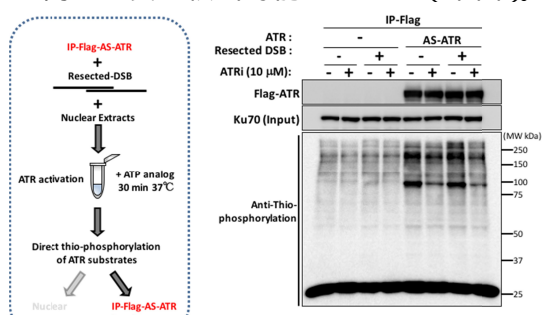 IP-Flag-AS-ATR
+
Resected-DSB
+
Nuclear Extracts
ATR activation
+ ATP analog
30 min 37℃
Direct thio-phosphorylation
of ATR substrates
Nuclear
IP-Flag-AS-ATR
IP-Flag
ATR : - AS-ATR
Resected DSB : - + - +
ATRi (10 μM) : - + - + - + - +
Flag-ATR
Ku70 (Input)
(MW kDa)
Anti-Thio-
phosphorylation
250
150
100
75
50
37
25